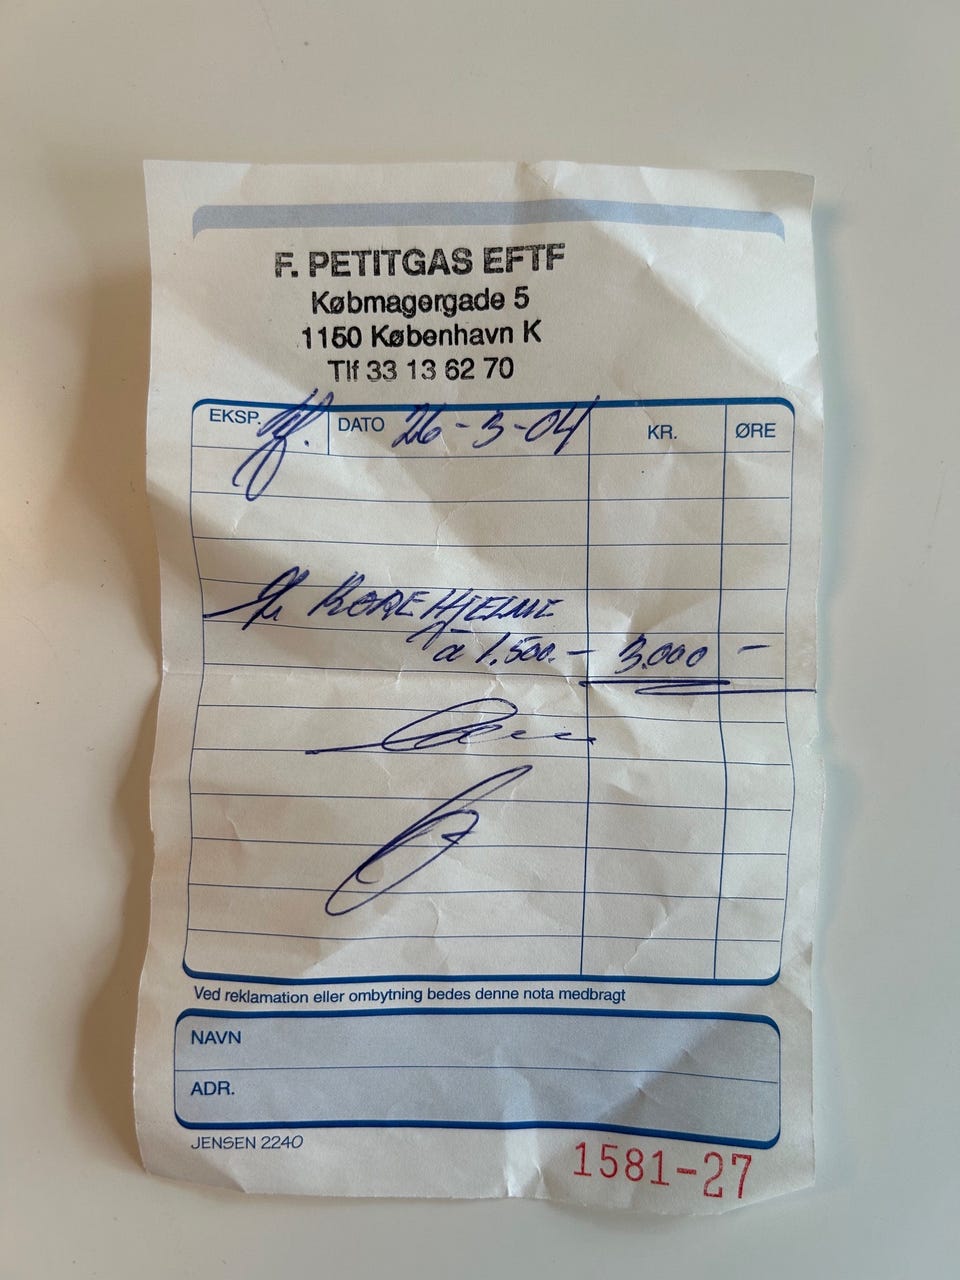 F. PETITGAS EFTF
Købmagergade 5
1150 København K
Tlf 33 13 62 70
EKSP. DATO 26-3-04 KR. ØRE
HJELME
à 1.500.- 3.000 -
Ved reklamation eller ombytning bedes denne nota medbragt
NAVN
ADR.
JENSEN 2240
1581-27